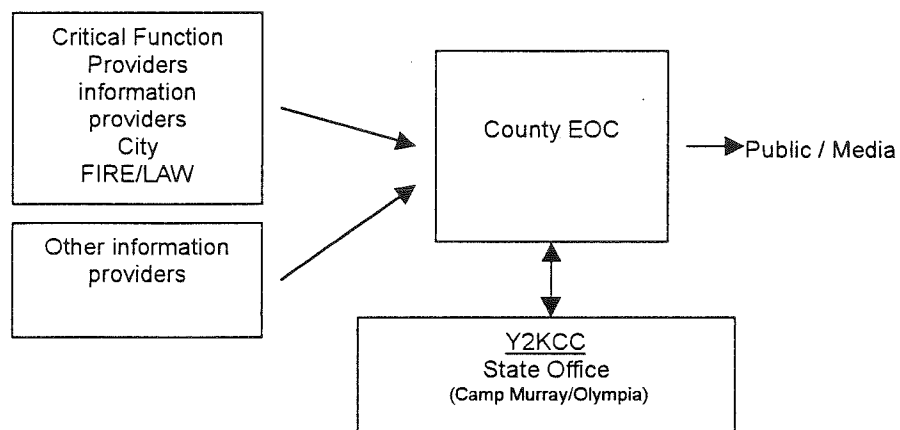 Critical Function
Providers
information
providers
City
FIRE/LAW
County EOC
Public / Media
Other information
providers
Y2KCC
State Office
(Camp Murray/Olympia)